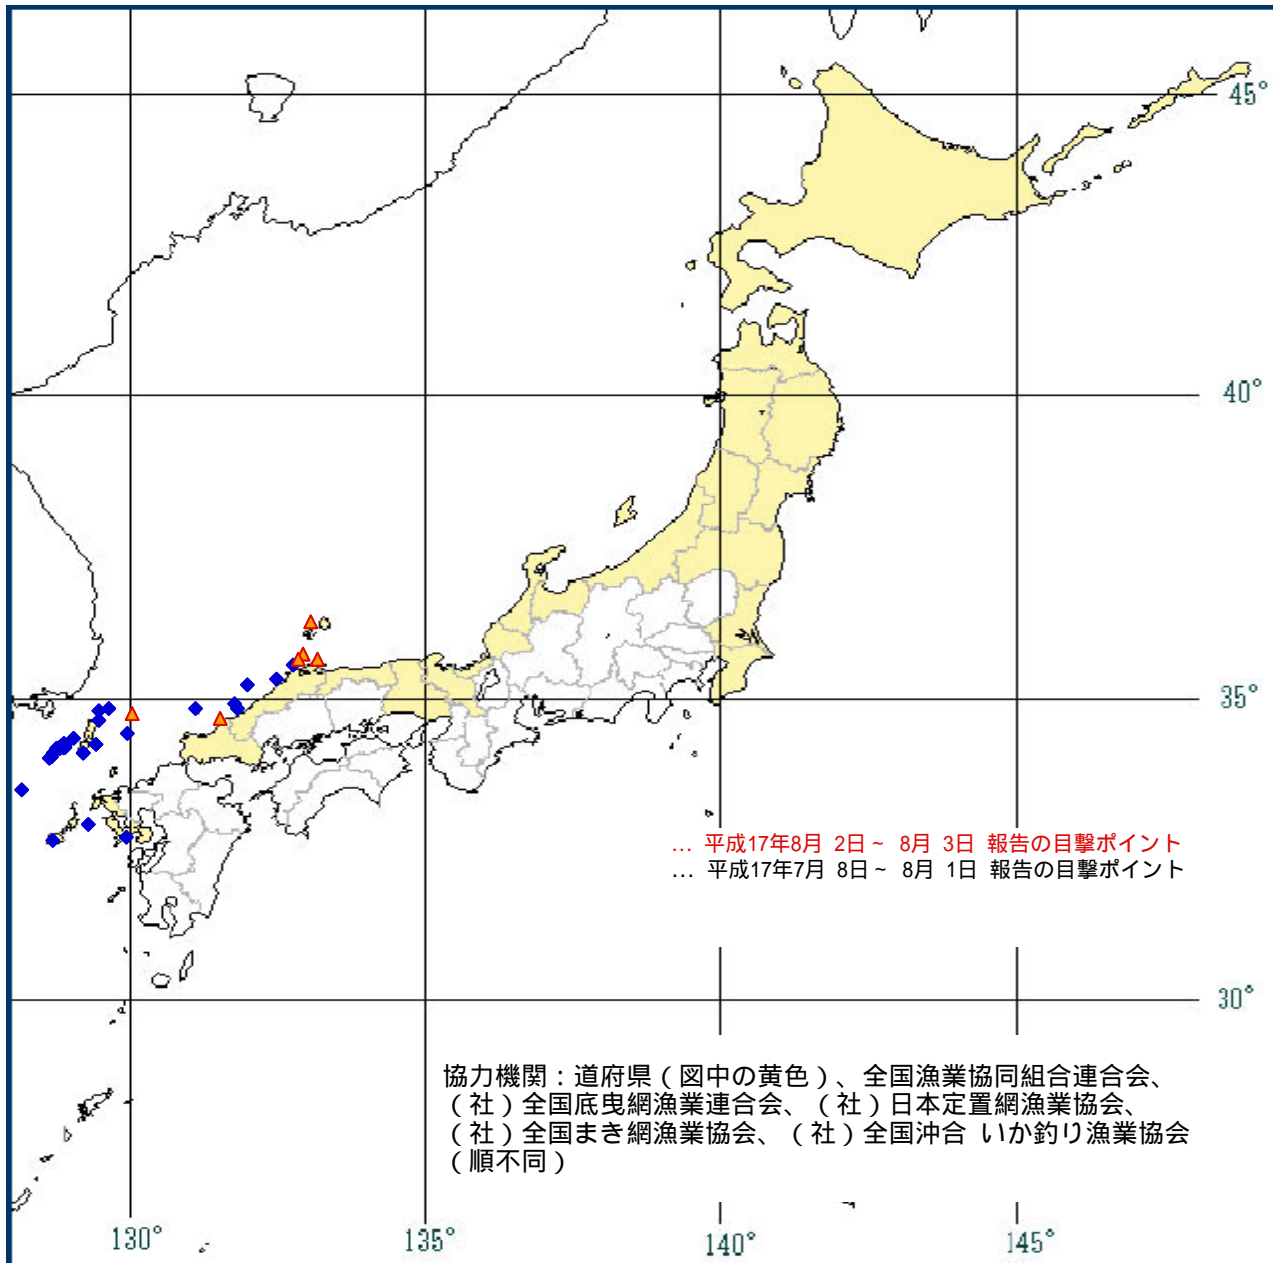 45°
40°
35°
… 平成17年8月 2日~ 8月 3日 報告の目撃ポイント
… 平成17年7月 8日~ 8月 1日 報告の目撃ポイント
30°
協力機関:道府県(図中の黄色)、全国漁業協同組合連合会、
(社)全国底曳網漁業連合会、(社)日本定置網漁業協会、
(社)全国まき網漁業協会、(社)全国沖合 いか釣り漁業協会
(順不同)
130° 135° 140° 145°